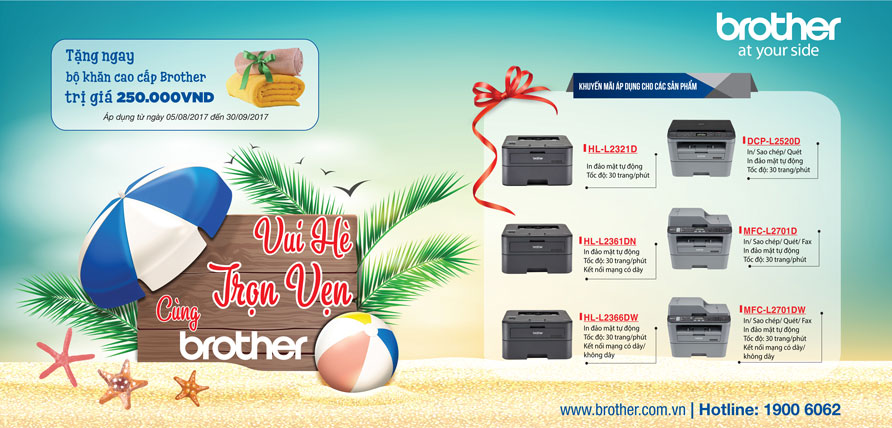 Tặng ngay
bộ khăn cao cấp Brother
trị giá 250.000VND
Áp dụng từ ngày 05/08/2017 đến 30/09/2017
brother
at your side
KHUYẾN MÃI ÁP DỤNG CHO CÁC SẢN PHẨM
HL-L2321D
In đảo mặt tự động
Tốc độ: 30 trang/phút
DCP-L2520D
In/ Sao chép/ Quét
In đảo mặt tự động
Tốc độ: 30 trang/phút
HL-L2361DN
In đảo mặt tự động
Tốc độ: 30 trang/phút
Kết nối mạng có dây
MFC-L2701D
In/ Sao chép/ Quét/ Fax
In đảo mặt tự động
Tốc độ: 30 trang/phút
HL-L2366DW
In đảo mặt tự động
Tốc độ: 30 trang/phút
Kết nối mạng có dây/
không dây
MFC-L2701DW
In/ Sao chép/ Quét/ Fax
In đảo mặt tự động
Tốc độ: 30 trang/phút
Kết nối mạng có dây/
không dây
Vui Hè
Trọn Vẹn
Cùng
brother
www.brother.com.vn | Hotline: 1900 6062